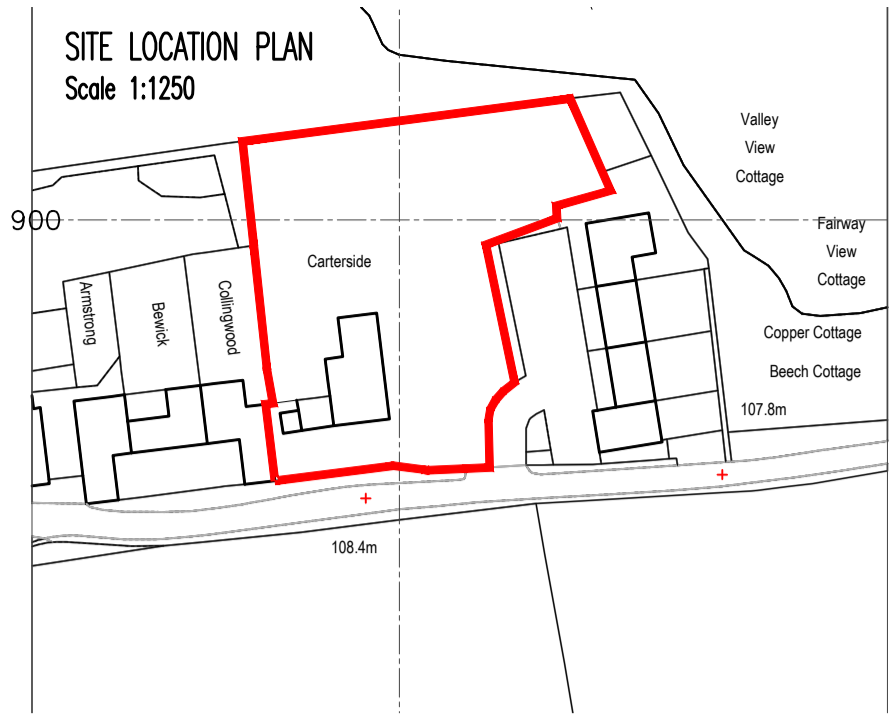 SITE LOCATION PLAN
Scale 1:1250
Valley
View
Cottage
900
Fairway
View
Cottage
Carterside
Armstrong
Bewick
Collingwood
Copper Cottage
Beech Cottage
107.8m
108.4m